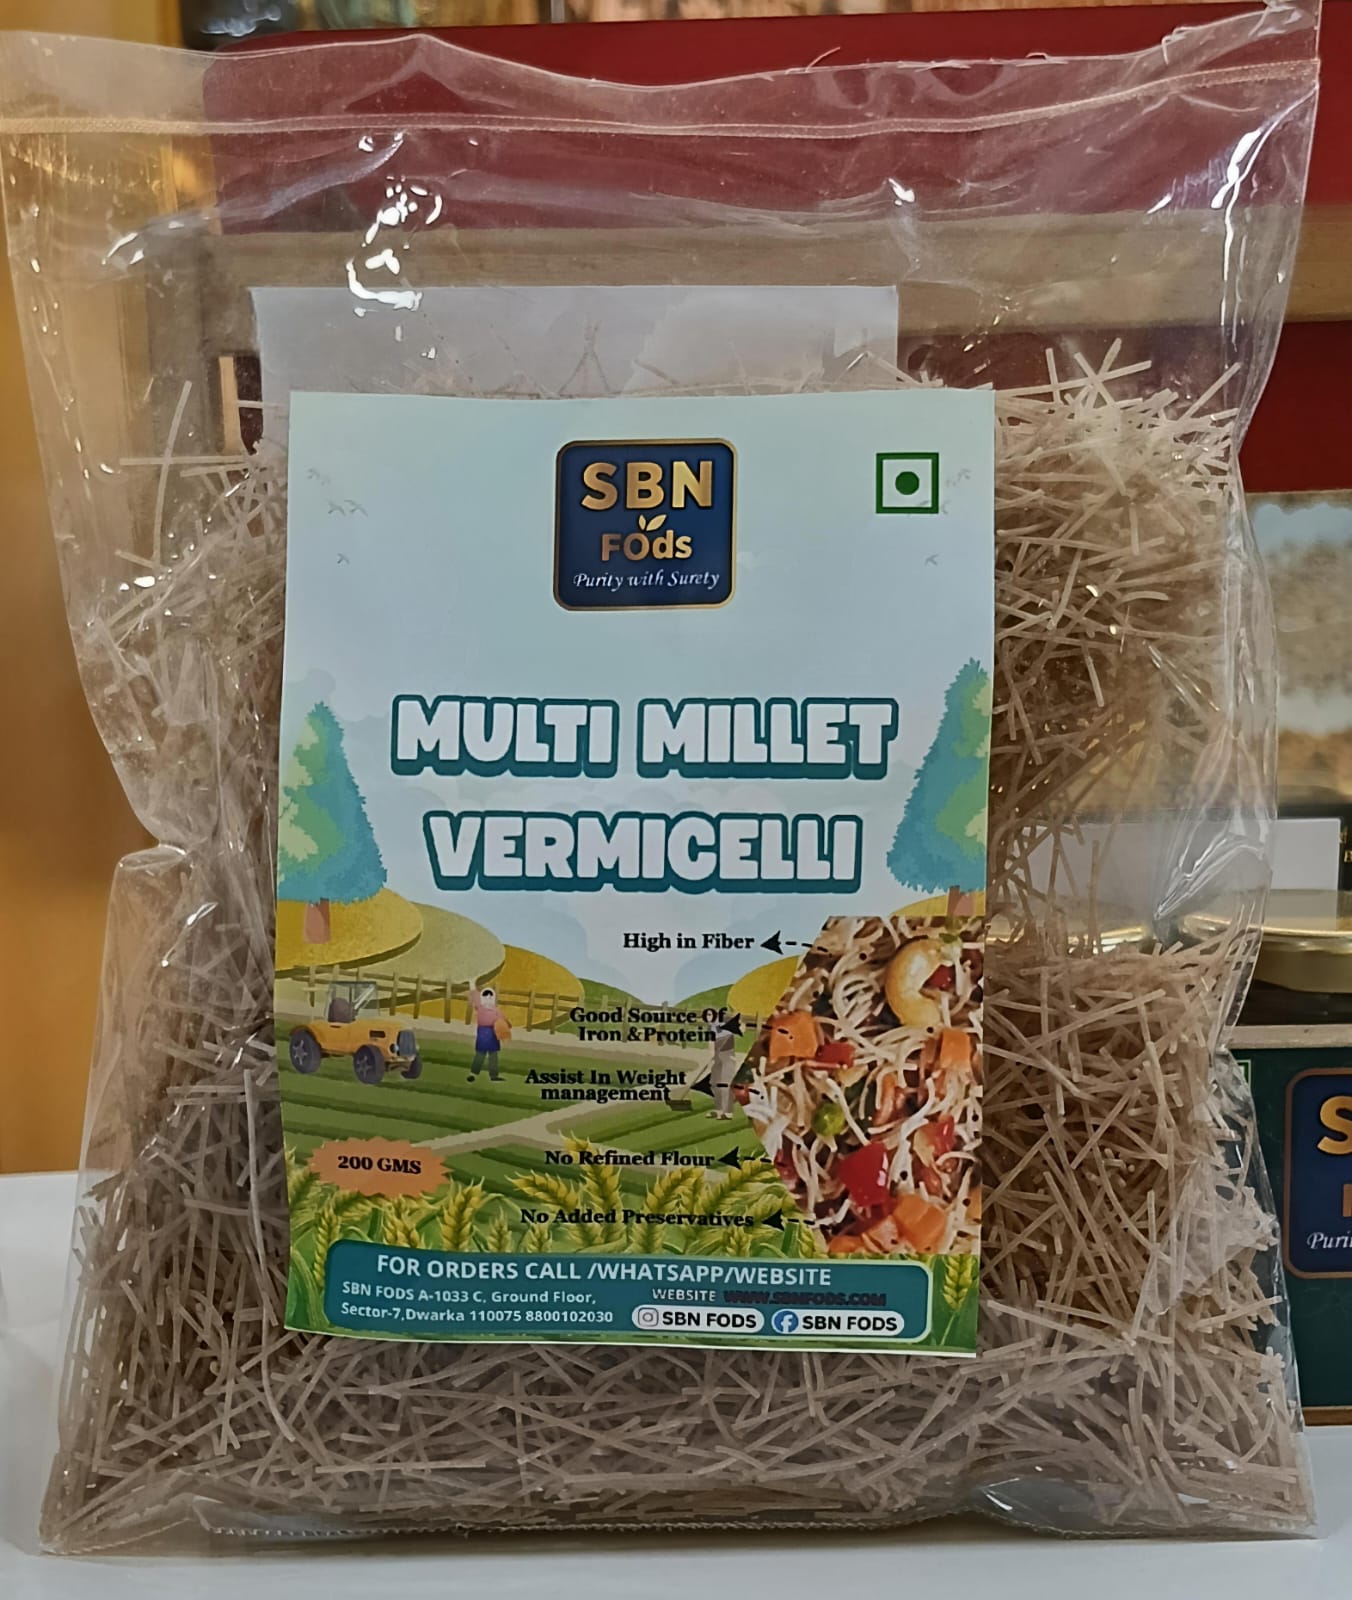 SBN
FOds
Purity with Surety
MULTI MILLET
VERMICELLI
High in Fiber
Good Source Of
Iron &Protein
Assist In Weight
management
No Refined Flour
No Added Preservatives
200 GMS
FOR ORDERS CALL /WHATSAPP/WEBSITE
SBN FODS A-1033 C, Ground Floor,
Sector-7,Dwarka 110075 8800102030
WEBSITE WWW.SBNFODS.COM
SBN FODS
SBN FODS